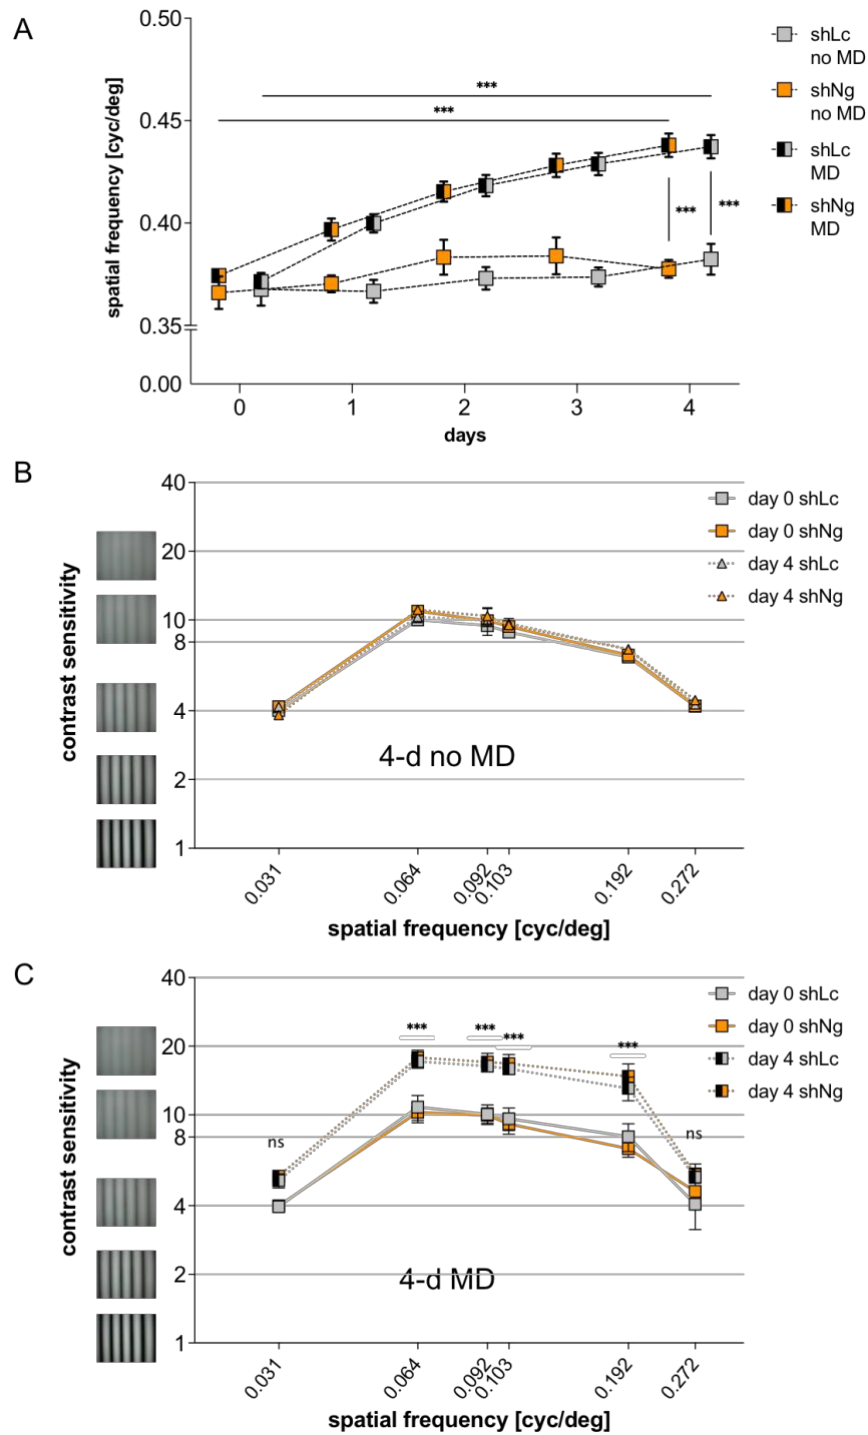 A
spatial frequency [cyc/deg]
0.50
0.45
0.40
0.35
0.00
***
***
***
***
0
1
2
3
4
days
shLc
no MD
shNg
no MD
shLc
MD
shNg
MD
B
contrast sensitivity
40
20
10
8
4
2
1
day 0 shLc
day 0 shNg
day 4 shLc
day 4 shNg
4-d no MD
0.031
0.064
0.092
0.103
0.192
0.272
spatial frequency [cyc/deg]
C
contrast sensitivity
40
20
10
8
4
2
1
day 0 shLc
day 0 shNg
day 4 shLc
day 4 shNg
ns
***
***
***
***
ns
4-d MD
0.031
0.064
0.092
0.103
0.192
0.272
spatial frequency [cyc/deg]